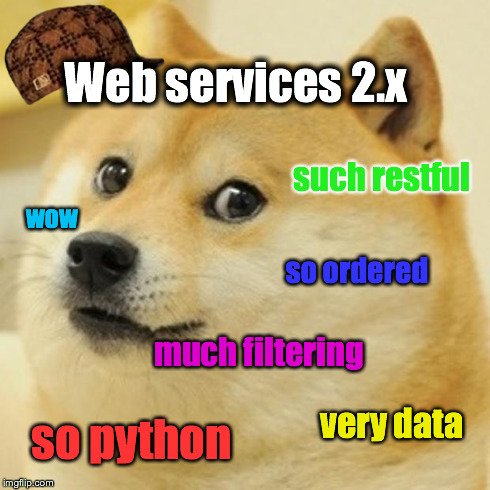 Web services 2.x
such restful
wow
so ordered
much filtering
very data
so python
imgflip.com